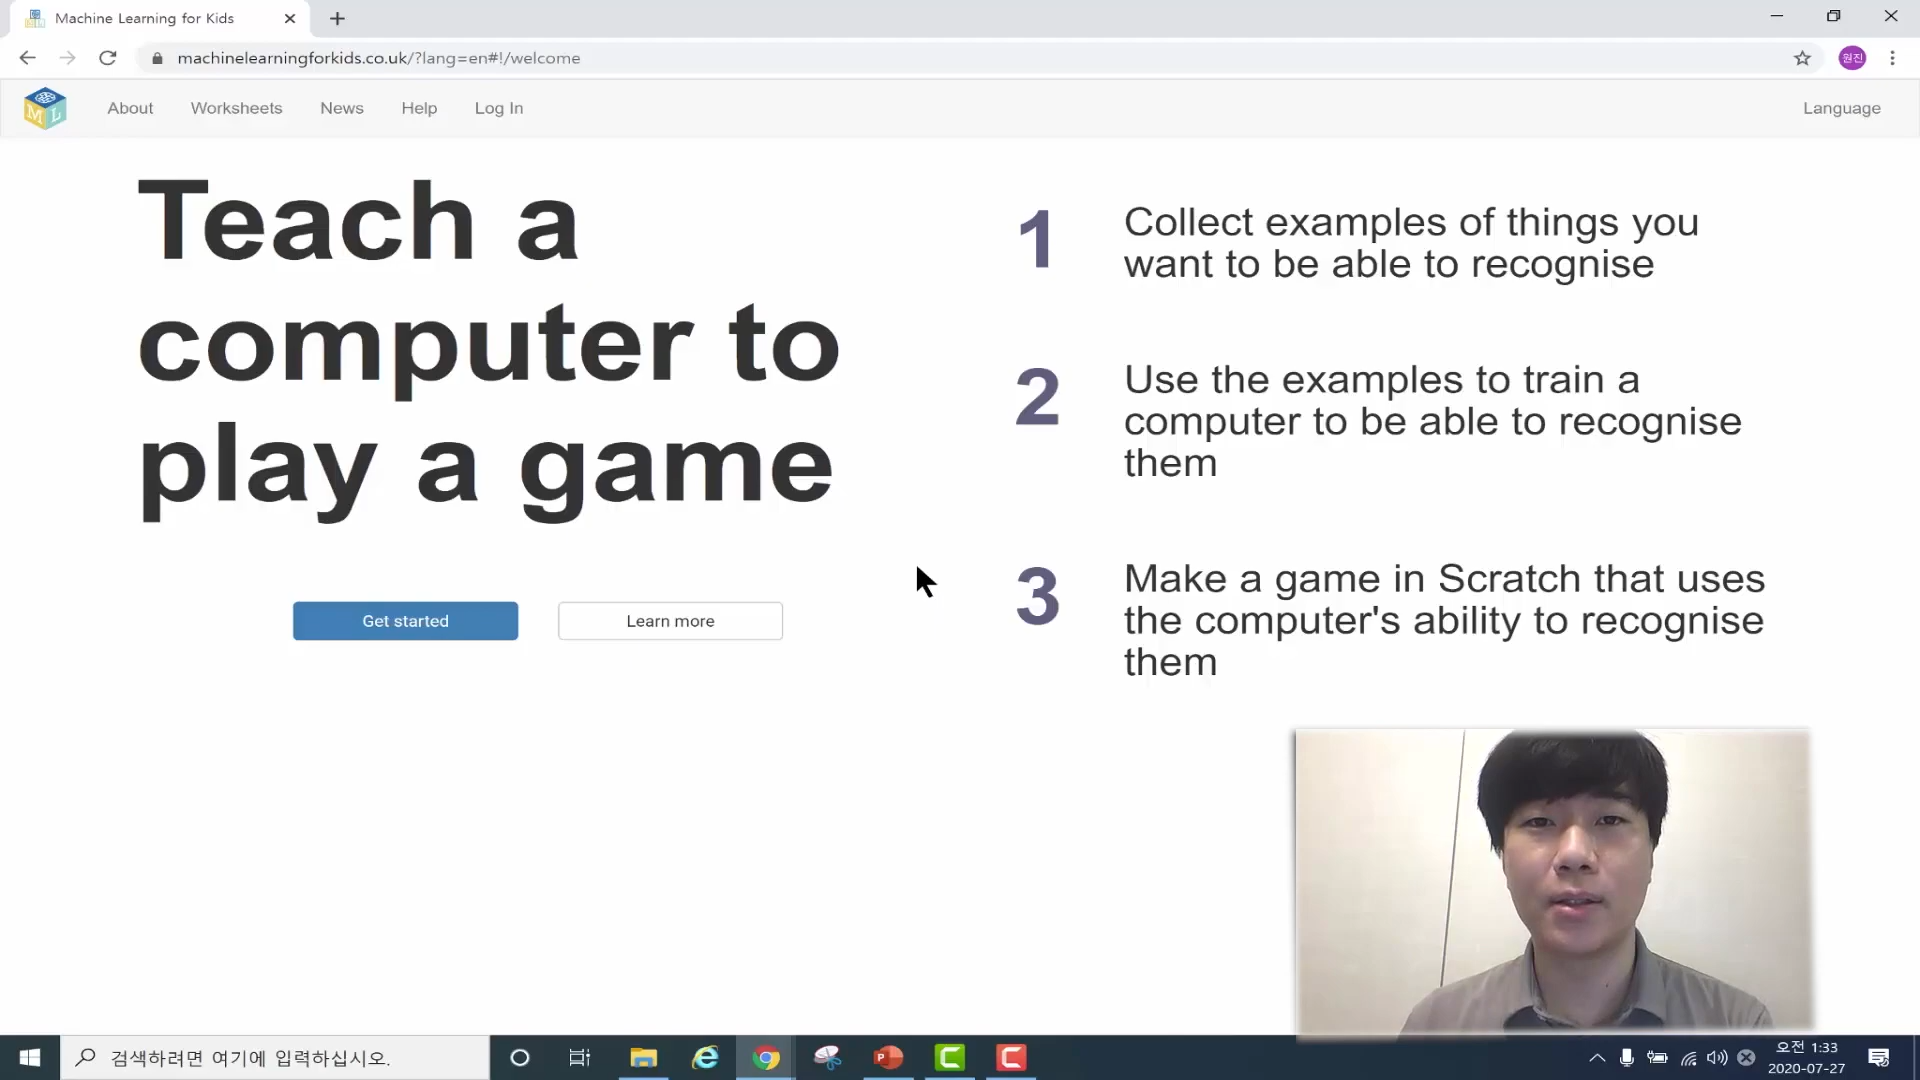 Machine Learning for Kids
machinelearningforkids.co.uk/?lang=en#!/welcome
원진
M L
About Worksheets News Help Log In Language
Teach a
computer to
play a game
Get started Learn more
1 Collect examples of things you
want to be able to recognise
2 Use the examples to train a
computer to be able to recognise
them
3 Make a game in Scratch that uses
the computer's ability to recognise
them
검색하려면 여기에 입력하십시오.
오전 1:33
2020-07-27